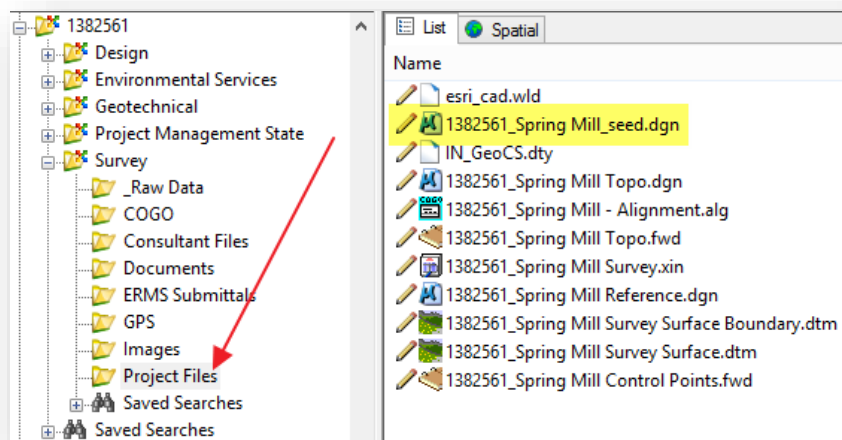 1382561
Design
Environmental Services
Geotechnical
Project Management State
Survey
_Raw Data
COGO
Consultant Files
Documents
ERMS Submittals
GPS
Images
Project Files
Saved Searches
Saved Searches
List
Spatial
Name
esri_cad.wld
1382561_Spring Mill_seed.dgn
IN_GeoCS.dty
1382561_Spring Mill Topo.dgn
COGO
1382561_Spring Mill - Alignment.alg
1382561_Spring Mill Topo.fwd
1382561_Spring Mill Survey.xin
1382561_Spring Mill Reference.dgn
1382561_Spring Mill Survey Surface Boundary.dtm
1382561_Spring Mill Survey Surface.dtm
1382561_Spring Mill Control Points.fwd